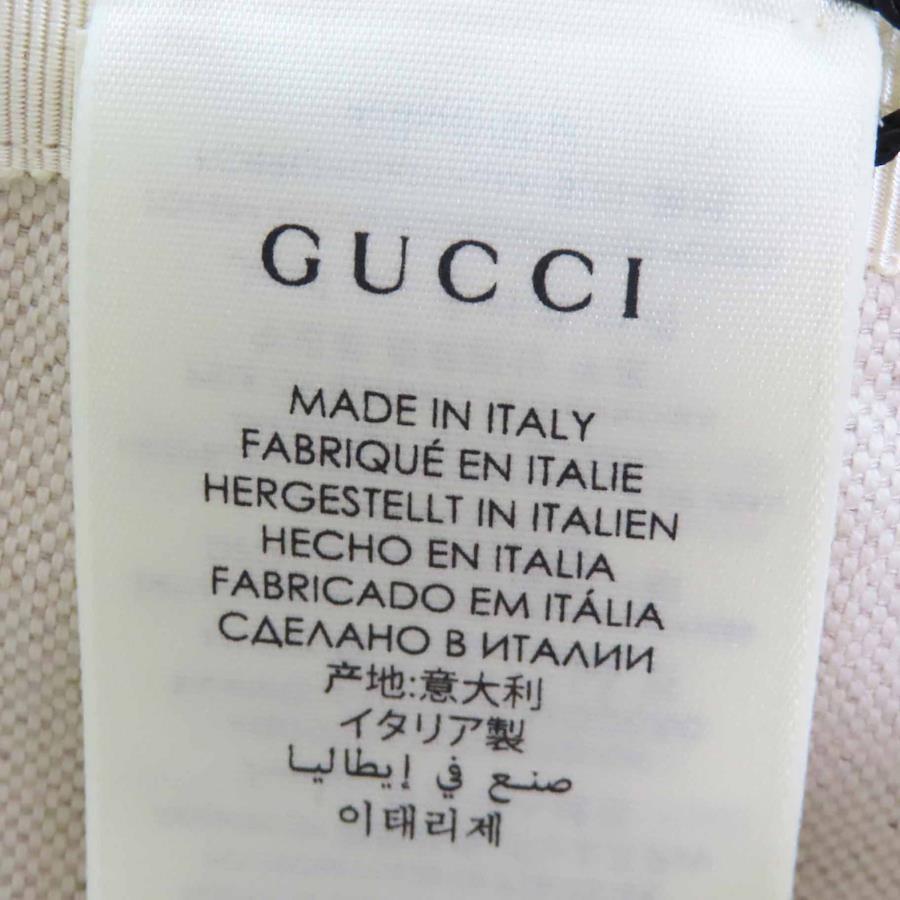 GUCCI
MADE IN ITALY
FABRIQUÉ EN ITALIE
HERGESTELLT IN ITALIEN
HECHO EN ITALIA
FABRICADO EM ITÁLIA
СДЕЛАНО В ИТАЛИИ
产地:意大利
イタリア製
صنع في إيطاليا
이태리제